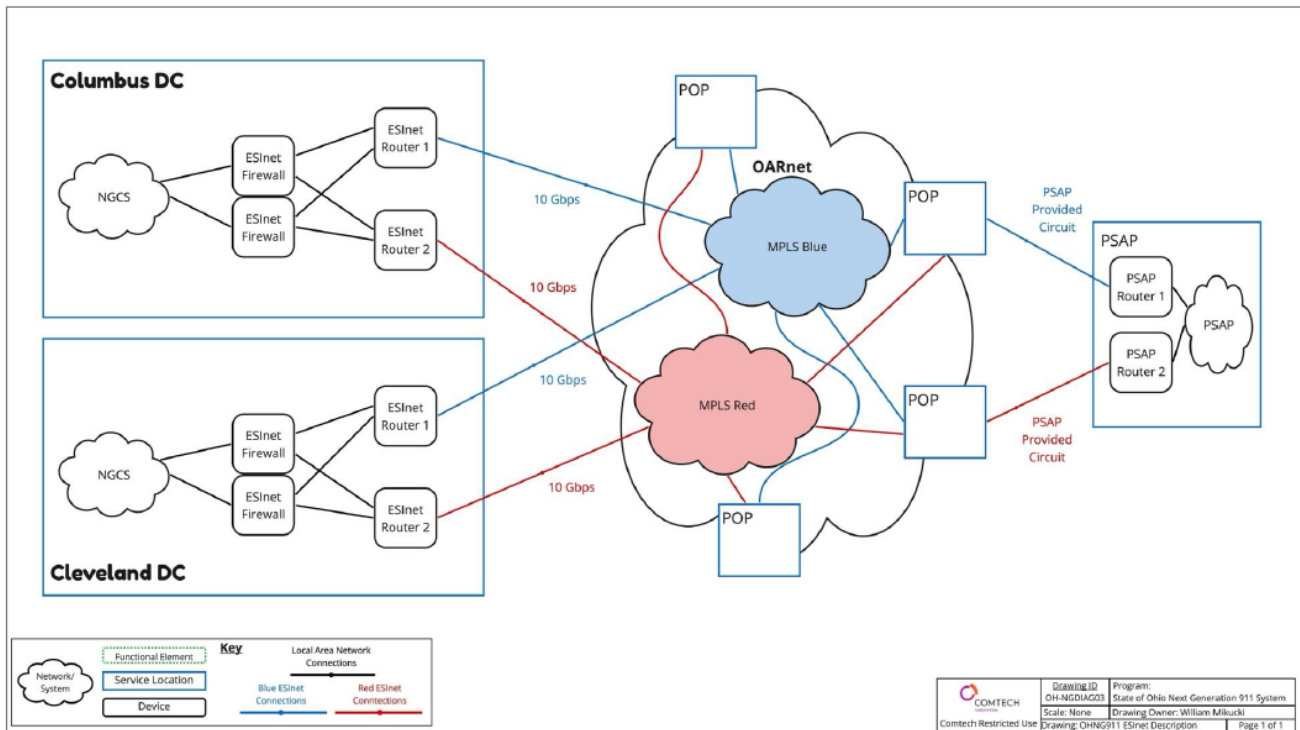 Columbus DC
NGCS
ESInet
Firewall
ESInet
Firewall
ESInet
Router 1
ESInet
Router 2
10 Gbps
10 Gbps
Cleveland DC
NGCS
ESInet
Firewall
ESInet
Firewall
ESInet
Router 1
ESInet
Router 2
10 Gbps
10 Gbps
POP
OARnet
MPLS Blue
MPLS Red
POP
POP
POP
PSAP
Provided
Circuit
PSAP
Provided
Circuit
PSAP
PSAP
Router 1
PSAP
Router 2
PSAP
Key
Network/
System
Functional Element
Service Location
Device
Local Area Network
Connections
Blue ESInet
Connections
Red ESInet
Conntections
COMTECH
Comtech Restricted Use
Drawing ID
OH-NGDIAG03
Program:
State of Ohio Next Generation 911 System
Scale: None
Drawing Owner: William Mikucki
Drawing: OHNG911 ESInet Description
Page 1 of 1